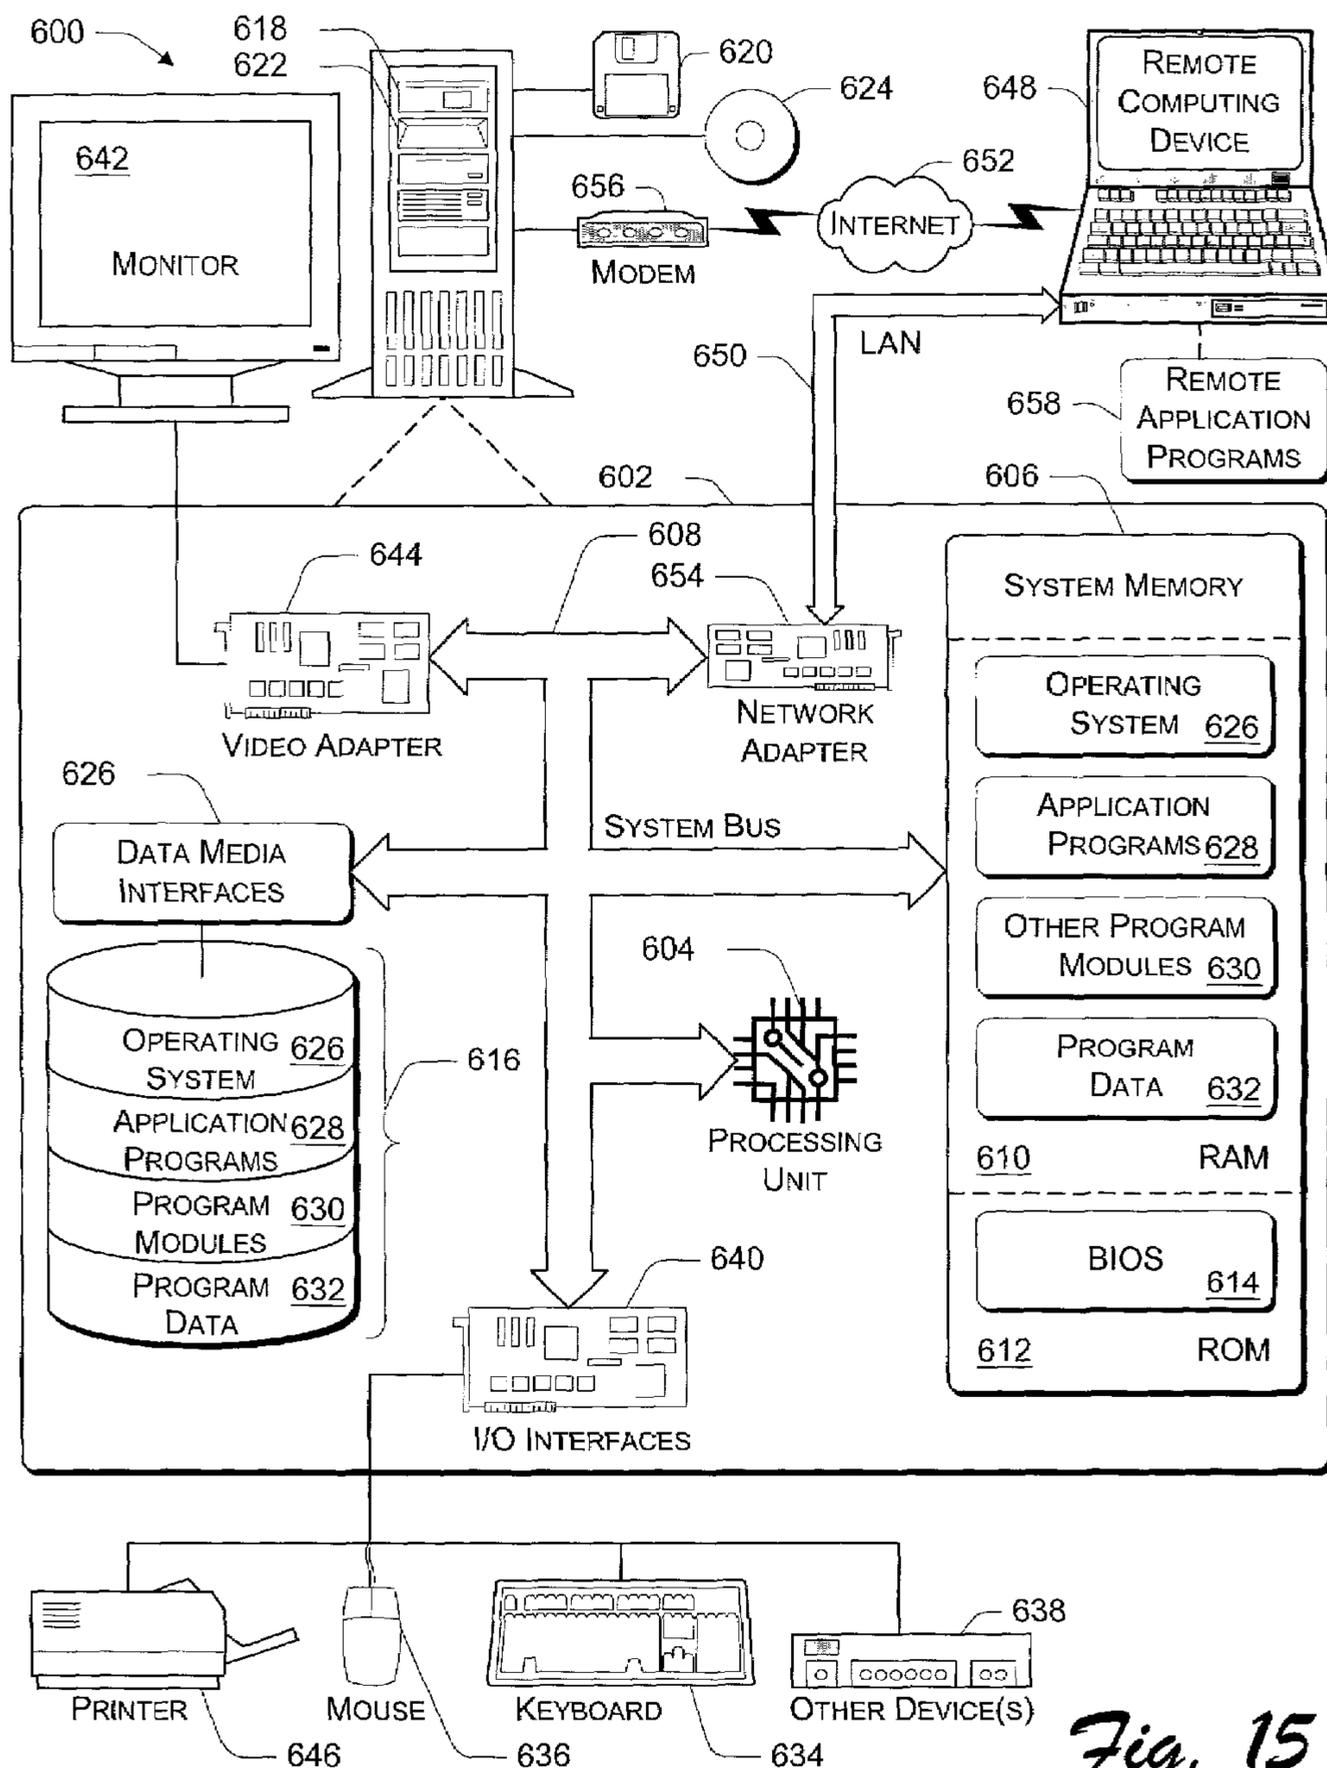 600
618
622
620
624
648
REMOTE
COMPUTING
DEVICE
642
MONITOR
656
MODEM
652
INTERNET
650
LAN
658
REMOTE
APPLICATION
PROGRAMS
602
606
608
644
654
VIDEO ADAPTER
NETWORK
ADAPTER
SYSTEM MEMORY
OPERATING
SYSTEM 626
APPLICATION
PROGRAMS 628
OTHER PROGRAM
MODULES 630
PROGRAM
DATA 632
610 RAM
BIOS
614
612 ROM
626
DATA MEDIA
INTERFACES
SYSTEM BUS
604
PROCESSING
UNIT
OPERATING 626
SYSTEM
APPLICATION 628
PROGRAMS
PROGRAM 630
MODULES
PROGRAM 632
DATA
616
640
I/O INTERFACES
638
PRINTER
MOUSE
KEYBOARD
OTHER DEVICE(S)
646
636
634
Fig. 15